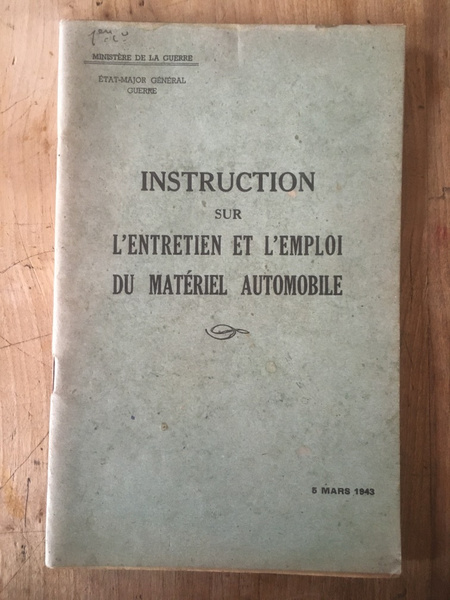 MINISTÈRE DE LA GUERRE
ÉTAT-MAJOR GÉNÉRAL
GUERRE
INSTRUCTION
SUR
L'ENTRETIEN ET L'EMPLOI
DU MATÉRIEL AUTOMOBILE
5 MARS 1943